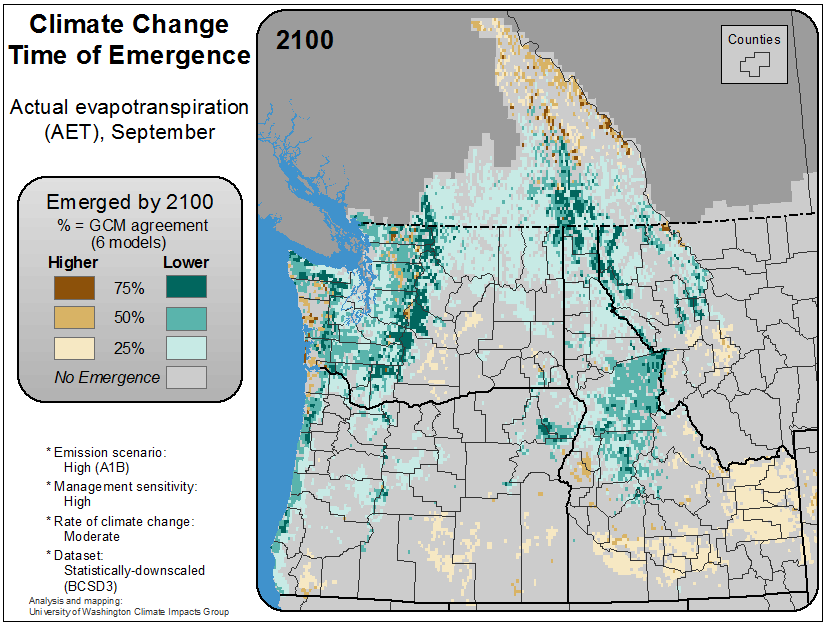 Climate Change
Time of Emergence
Actual evapotranspiration
(AET), September
Emerged by 2100
% = GCM agreement
(6 models)
Higher Lower
75%
50%
25%
No Emergence
* Emission scenario:
High (A1B)
* Management sensitivity:
High
* Rate of climate change:
Moderate
* Dataset:
Statistically-downscaled
(BCSD3)
Analysis and mapping:
University of Washington Climate Impacts Group
2100
Counties